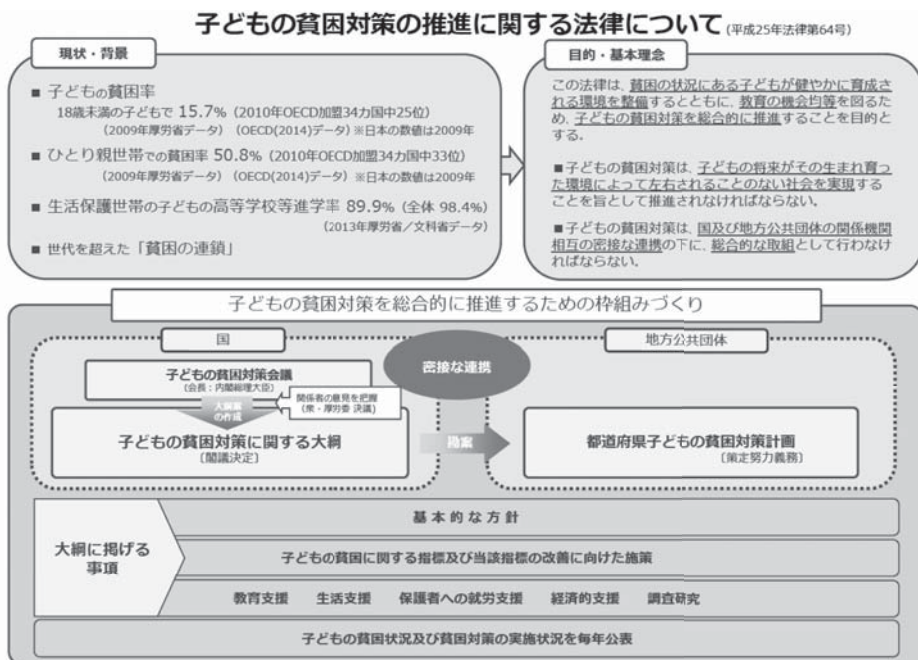 子どもの貧困対策の推進に関する法律について(平成25年法律第64号)
現状・背景
■ 子どもの貧困率
18歳未満の子どもで 15.7%(2010年OECD加盟34カ国中25位)
(2009年厚労省データ)(OECD(2014)データ)※日本の数値は2009年
■ ひとり親世帯での貧困率 50.8%(2010年OECD加盟34カ国中33位)
(2009年厚労省データ)(OECD(2014)データ)※日本の数値は2009年
■ 生活保護世帯の子どもの高等学校等進学率 89.9%(全体 98.4%)
(2013年厚労省/文科省データ)
■ 世代を超えた「貧困の連鎖」
目的・基本理念
この法律は、貧困の状況にある子どもが健やかに育成さ
れる環境を整備するとともに、教育の機会均等を図るた
め、子どもの貧困対策を総合的に推進することを目的と
する。
■子どもの貧困対策は、子どもの将来がその生まれ育っ
た環境によって左右されることのない社会を実現する
ことを旨として推進されなければならない。
■子どもの貧困対策は、国及び地方公共団体の関係機関
相互の密接な連携の下に、総合的な取組として行わなけ
ればならない。
子どもの貧困対策を総合的に推進するための枠組みづくり
国
子どもの貧困対策会議
(会長:内閣総理大臣)
大綱案
の作成
関係者の意見を把握
(衆・厚労委 決議)
子どもの貧困対策に関する大綱
〔閣議決定〕
密接な連携
勘案
地方公共団体
都道府県子どもの貧困対策計画
〔策定努力義務〕
大綱に掲げる
事項
基本的な方針
子どもの貧困に関する指標及び当該指標の改善に向けた施策
教育支援 生活支援 保護者への就労支援 経済的支援 調査研究
子どもの貧困状況及び貧困対策の実施状況を毎年公表